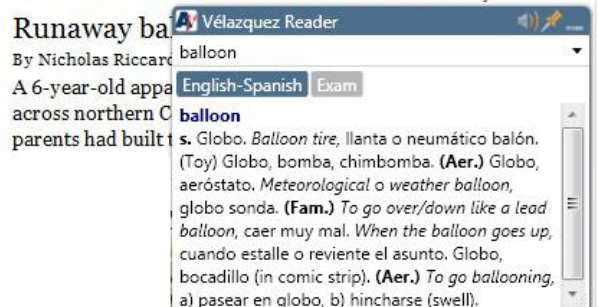 Runaway ba
By Nicholas Riccard
A 6-year-old appa
across northern C
parents had built t
Vélazquez Reader
balloon
English-Spanish Exam
balloon
s. Globo. Balloon tire, llanta o neumático balón.
(Toy) Globo, bomba, chimbomba. (Aer.) Globo,
aeróstato. Meteorological o weather balloon,
globo sonda. (Fam.) To go over/down like a lead
balloon, caer muy mal. When the balloon goes up,
cuando estalle o reviente el asunto. Globo,
bocadillo (in comic strip). (Aer.) To go ballooning,
a) pasear en globo, b) hincharse (swell).